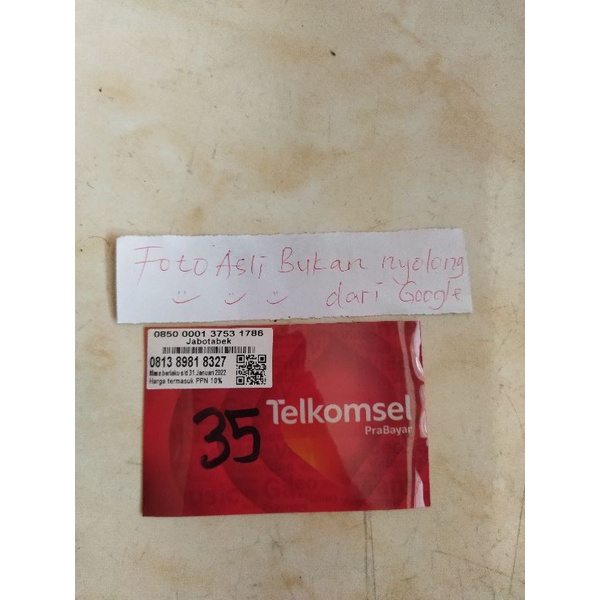 Foto Asli Bukan nyolong
dari Google
0850 0001 3753 1786
Jabotabek
0813 8981 8327
Masa berlaku s/d 31 Januari 2022
Harga termasuk PPN 10%
35
Telkomsel
PraBayar